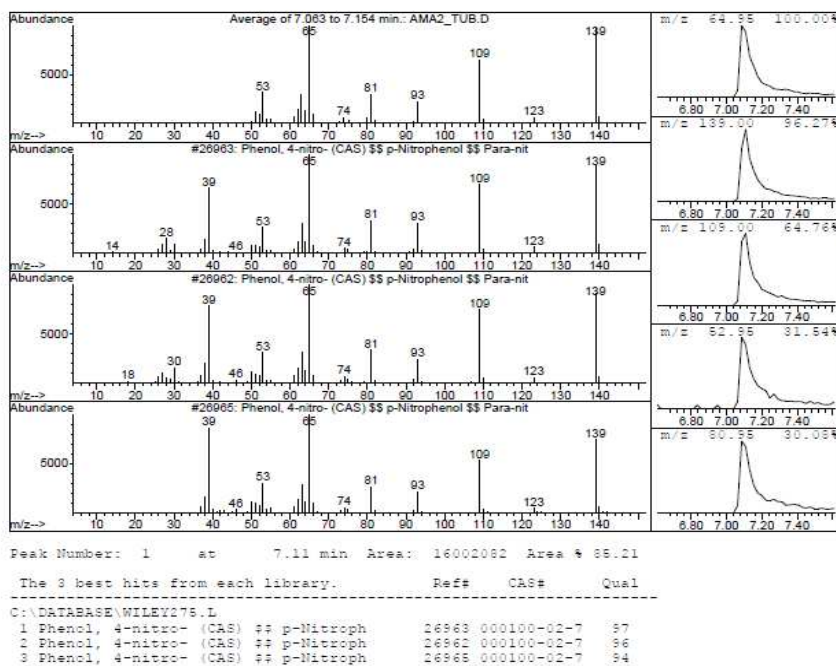 Abundance Average of 7.063 to 7.154 min.: AMA2_TUB.D
65 139
109
5000
53 81 93
74 123
m/z--> 10 20 30 40 50 60 70 80 90 100 110 120 130 140
Abundance #26963: Phenol, 4-nitro- (CAS) $$ p-Nitrophenol $$ Para-nit
65 139
39 109
5000
53 81 93
14 28 46 74 123
m/z--> 10 20 30 40 50 60 70 80 90 100 110 120 130 140
Abundance #26962: Phenol, 4-nitro- (CAS) $$ p-Nitrophenol $$ Para-nit
65 139
39 109
5000
53 81 93
18 30 46 74 123
m/z--> 10 20 30 40 50 60 70 80 90 100 110 120 130 140
Abundance #26965: Phenol, 4-nitro- (CAS) $$ p-Nitrophenol $$ Para-nit
65 139
39 109
5000
53 81 93
46 74 123
m/z--> 10 20 30 40 50 60 70 80 90 100 110 120 130 140
m/z 64.95 100.00%
6.80 7.00 7.20 7.40
m/z 139.00 96.27%
6.80 7.00 7.20 7.40
m/z 109.00 64.76%
6.80 7.00 7.20 7.40
m/z 52.95 31.54%
6.80 7.00 7.20 7.40
m/z 80.95 30.08%
6.80 7.00 7.20 7.40
Peak Number: 1 at 7.11 min Area: 16002082 Area % 85.21
The 3 best hits from each library. Ref# CAS# Qual
C:\DATABASE\WILEY275.L
1 Phenol, 4-nitro- (CAS) $$ p-Nitroph 26963 000100-02-7 97
2 Phenol, 4-nitro- (CAS) $$ p-Nitroph 26962 000100-02-7 96
3 Phenol, 4-nitro- (CAS) $$ p-Nitroph 26965 000100-02-7 94